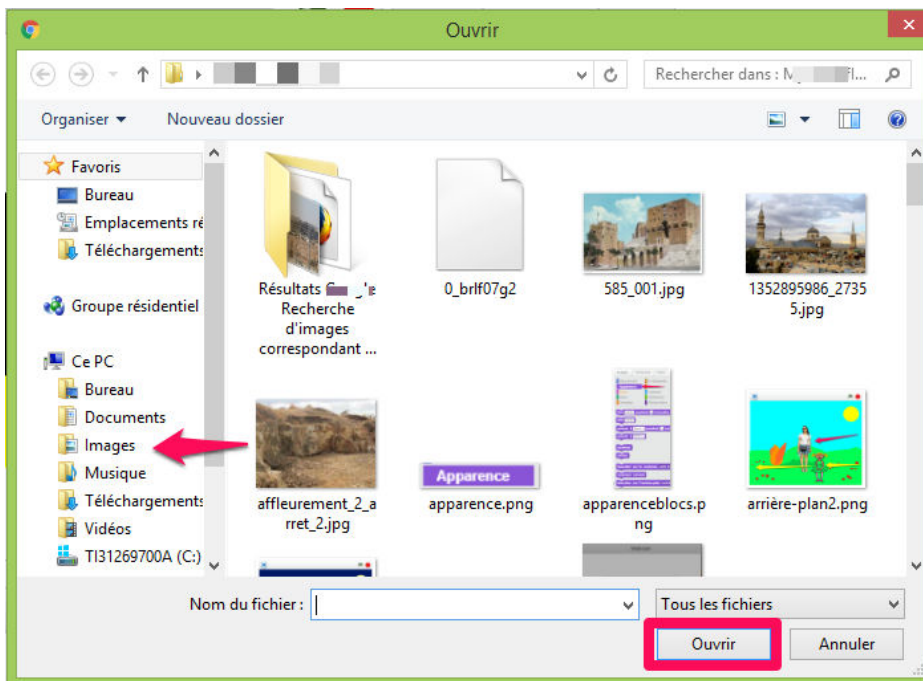 Ouvrir
Rechercher dans : M
Organiser
Nouveau dossier
Favoris
Bureau
Emplacements ré
Téléchargements
Groupe résidentiel
Ce PC
Bureau
Documents
Images
Musique
Téléchargements
Vidéos
TI31269700A (C:)
Résultats
Recherche
d'images
correspondant ...
0_brlf07g2
585_001.jpg
1352895986_2735
5.jpg
affleurement_2_a
rret_2.jpg
Apparence
apparence.png
apparenceblocs.p
ng
arrière-plan2.png
Nom du fichier :
Tous les fichiers
Ouvrir
Annuler